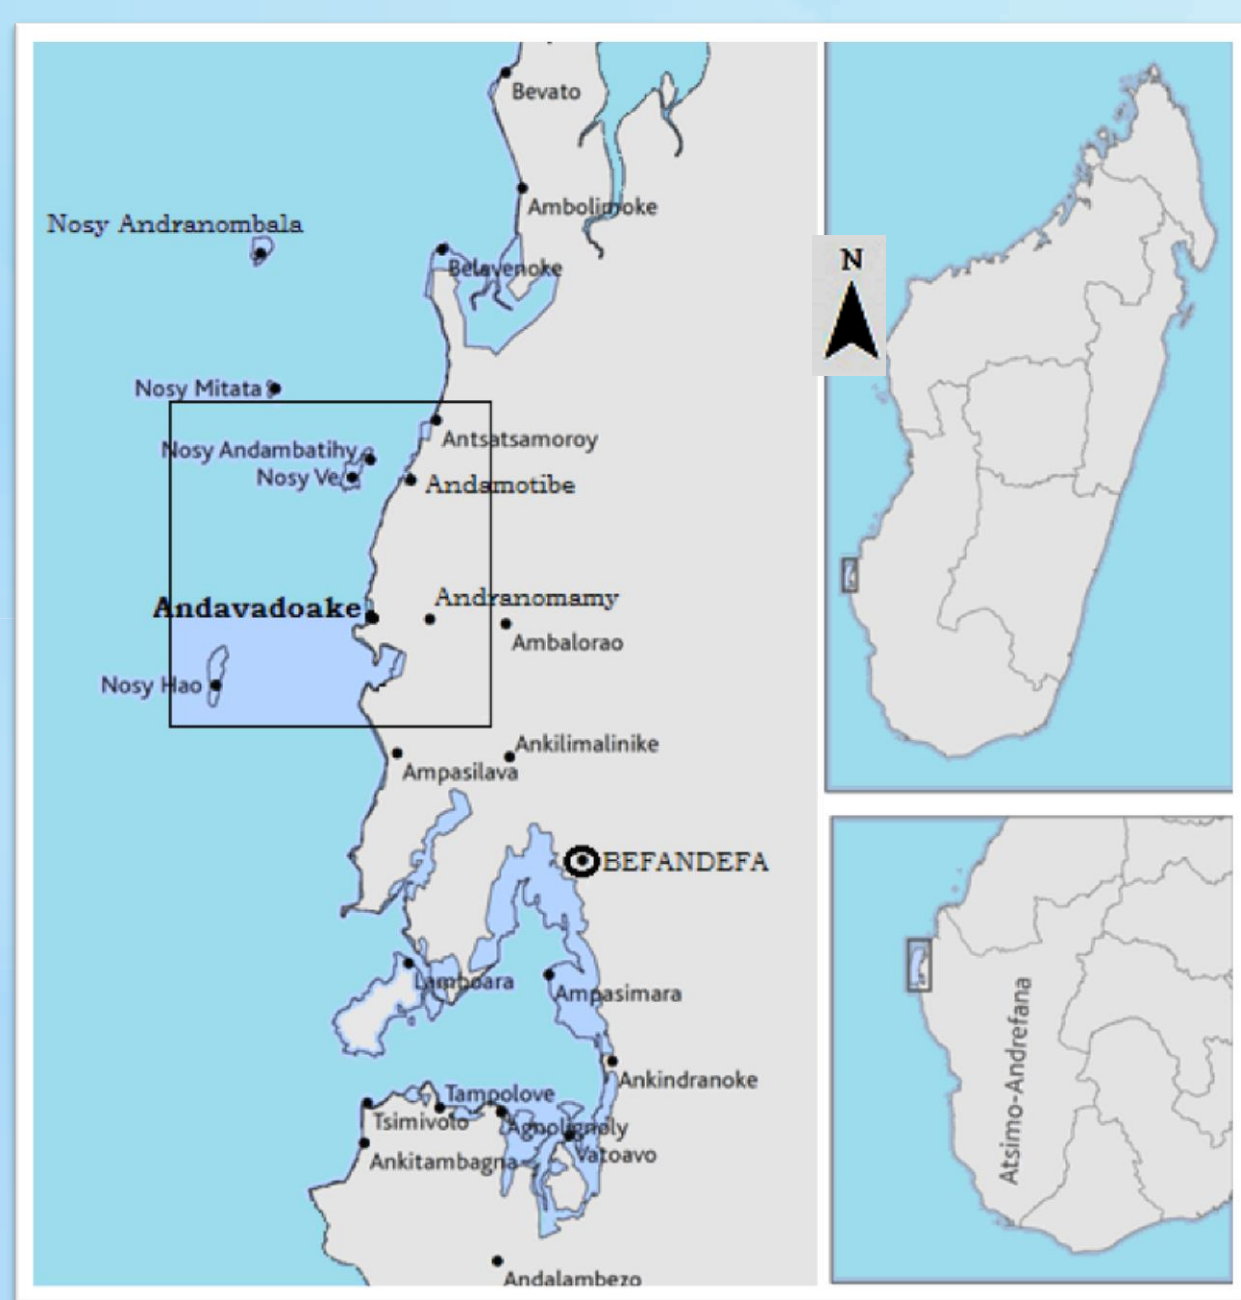 Bevato
Ambolimoke
Nosy Andranombala
Belavenoke
Nosy Mitata
Antsatsamoroy
Nosy Andambatihy
Nosy Ve
Andamotibe
Andavadoake
Andranomamy
Ambalorao
Nosy Hao
Ankilimalinike
Ampasilava
BEFANDEFA
Lamboara
Ampasimara
Ankindranoke
Tampolove
Tsimivolo
Agnolignoly
Vatoavo
Ankitambagna
Andalambezo
N
Atsimo-Andrefana